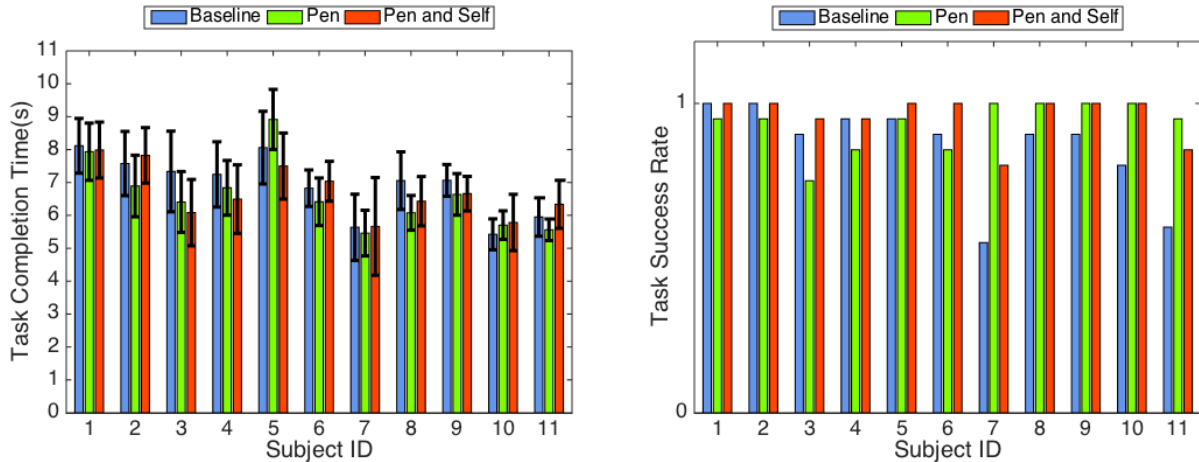 Baseline Pen Pen and Self
11
10
9
8
7
6
5
4
3
2
1
0
Task Completion Time(s)
1 2 3 4 5 6 7 8 9 10 11
Subject ID
Baseline Pen Pen and Self
1
0
Task Success Rate
1 2 3 4 5 6 7 8 9 10 11
Subject ID